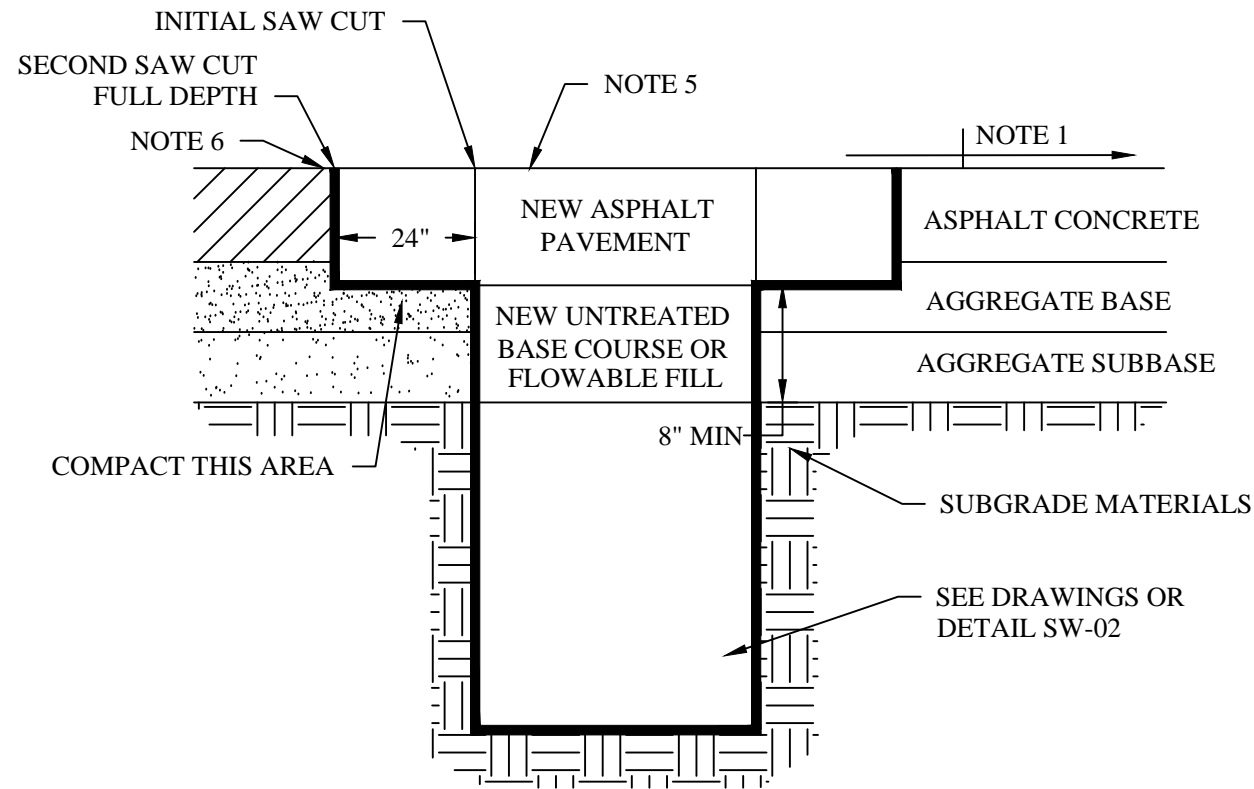 INITIAL SAW CUT
SECOND SAW CUT
FULL DEPTH
NOTE 5
NOTE 6
NOTE 1
NEW ASPHALT
PAVEMENT
24"
ASPHALT CONCRETE
NEW UNTREATED
BASE COURSE OR
FLOWABLE FILL
AGGREGATE BASE
AGGREGATE SUBBASE
8" MIN
COMPACT THIS AREA
SUBGRADE MATERIALS
SEE DRAWINGS OR
DETAIL SW-02